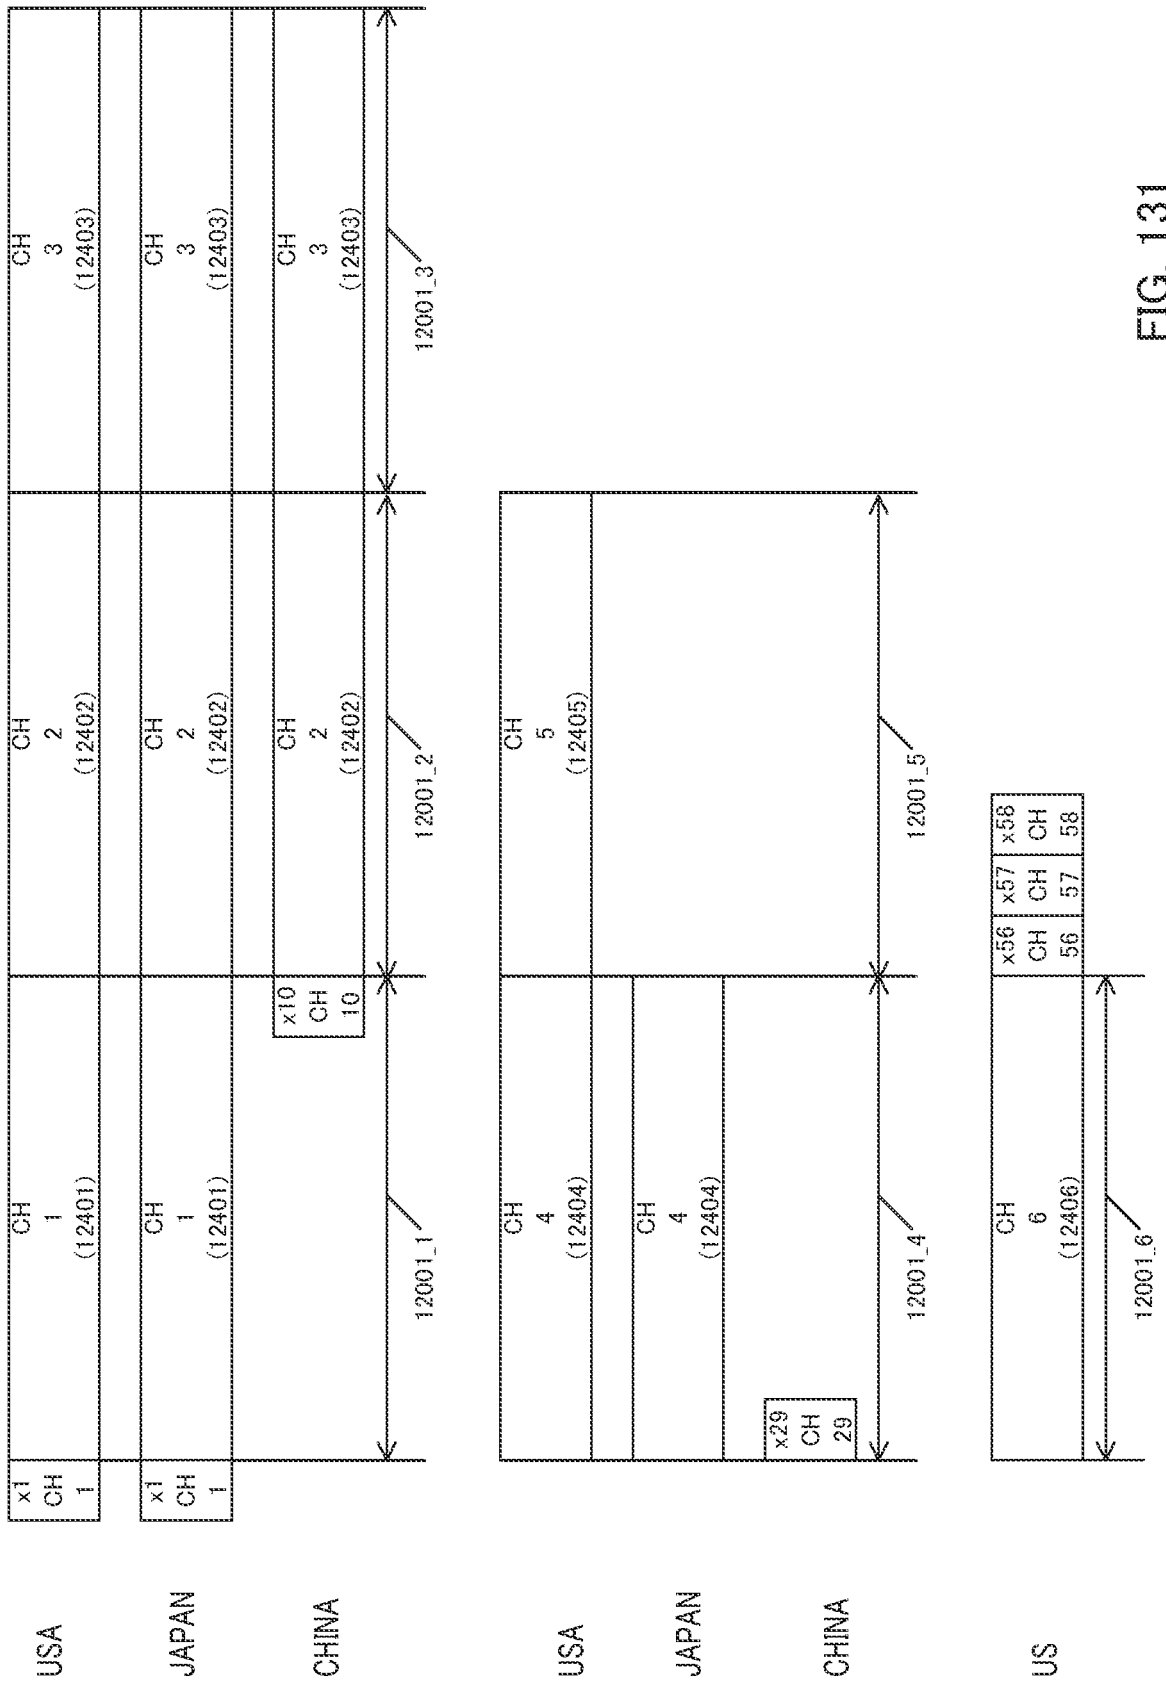 USA
x1
CH
1
CH
1
(12401)
CH
2
(12402)
CH
3
(12403)
JAPAN
x1
CH
1
CH
1
(12401)
CH
2
(12402)
CH
3
(12403)
CHINA
x10
CH
10
CH
2
(12402)
CH
3
(12403)
12001_1
12001_2
12001_3
USA
CH
4
(12404)
CH
5
(12405)
JAPAN
CH
4
(12404)
CHINA
x29
CH
29
12001_4
12001_5
US
CH
6
(12406)
x56
CH
56
x57
CH
57
x58
CH
58
12001_6
FIG. 131